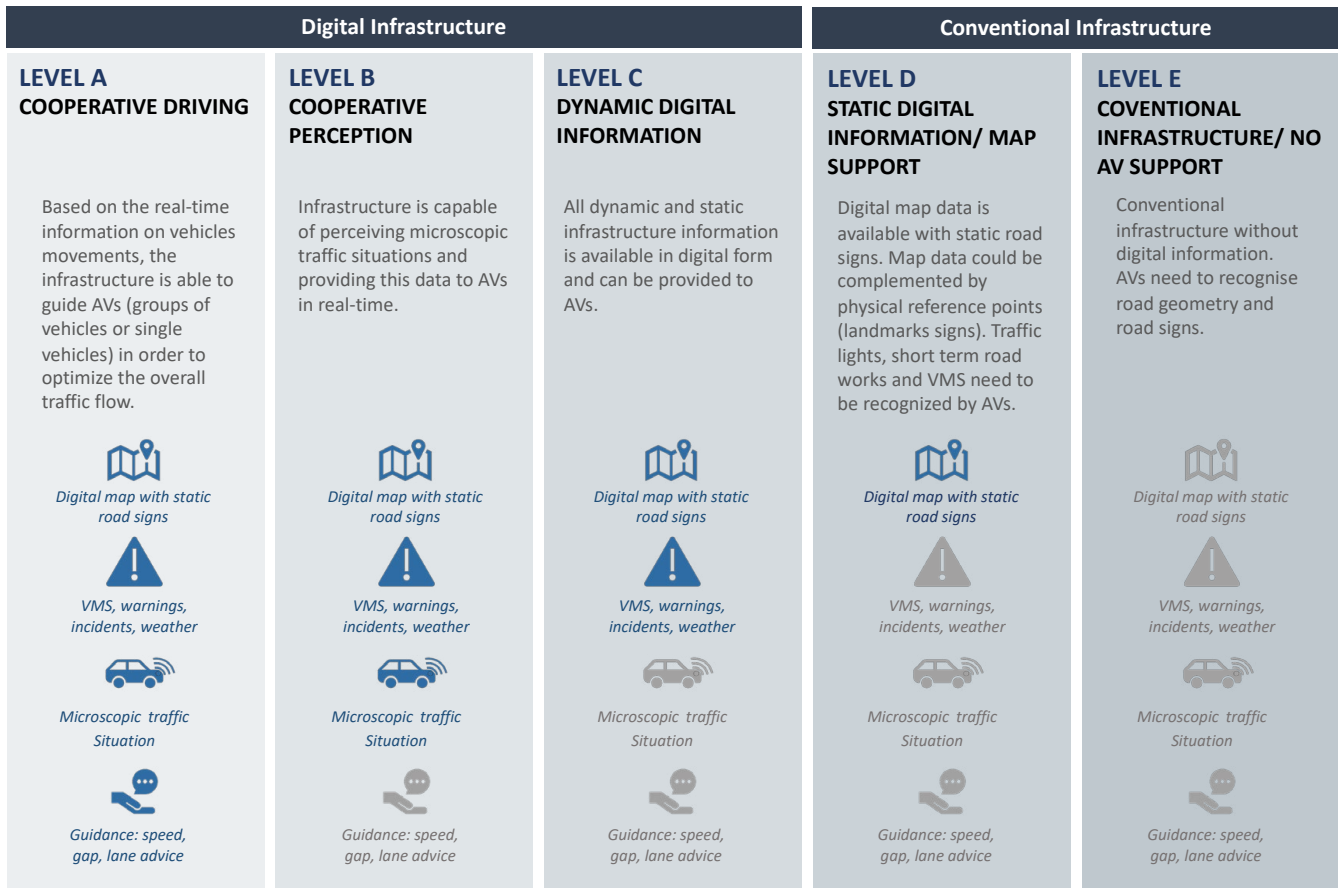 Digital Infrastructure
Conventional Infrastructure
LEVEL A
COOPERATIVE DRIVING
Based on the real-time
information on vehicles
movements, the
infrastructure is able to
guide AVs (groups of
vehicles or single
vehicles) in order to
optimize the overall
traffic flow.
Digital map with static
road signs
VMS, warnings,
incidents, weather
Microscopic traffic
Situation
Guidance: speed,
gap, lane advice
LEVEL B
COOPERATIVE
PERCEPTION
Infrastructure is capable
of perceiving microscopic
traffic situations and
providing this data to AVs
in real-time.
Digital map with static
road signs
VMS, warnings,
incidents, weather
Microscopic traffic
Situation
Guidance: speed,
gap, lane advice
LEVEL C
DYNAMIC DIGITAL
INFORMATION
All dynamic and static
infrastructure information
is available in digital form
and can be provided to
AVs.
Digital map with static
road signs
VMS, warnings,
incidents, weather
Microscopic traffic
Situation
Guidance: speed,
gap, lane advice
LEVEL D
STATIC DIGITAL
INFORMATION/ MAP
SUPPORT
Digital map data is
available with static road
signs. Map data could be
complemented by
physical reference points
(landmarks signs). Traffic
lights, short term road
works and VMS need to
be recognized by AVs.
Digital map with static
road signs
VMS, warnings,
incidents, weather
Microscopic traffic
Situation
Guidance: speed,
gap, lane advice
LEVEL E
COVENTIONAL
INFRASTRUCTURE/ NO
AV SUPPORT
Conventional
infrastructure without
digital information.
AVs need to recognise
road geometry and
road signs.
Digital map with static
road signs
VMS, warnings,
incidents, weather
Microscopic traffic
Situation
Guidance: speed,
gap, lane advice